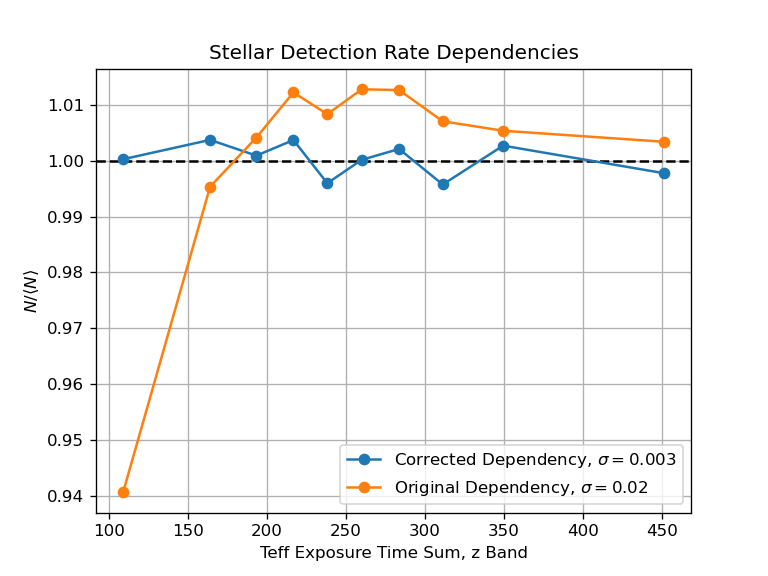 Stellar Detection Rate Dependencies
1.01
1.00
0.99
0.98
0.97
0.96
0.95
0.94
N/⟨N⟩
Corrected Dependency, σ = 0.003
Original Dependency, σ = 0.02
100 150 200 250 300 350 400 450
Teff Exposure Time Sum, z Band